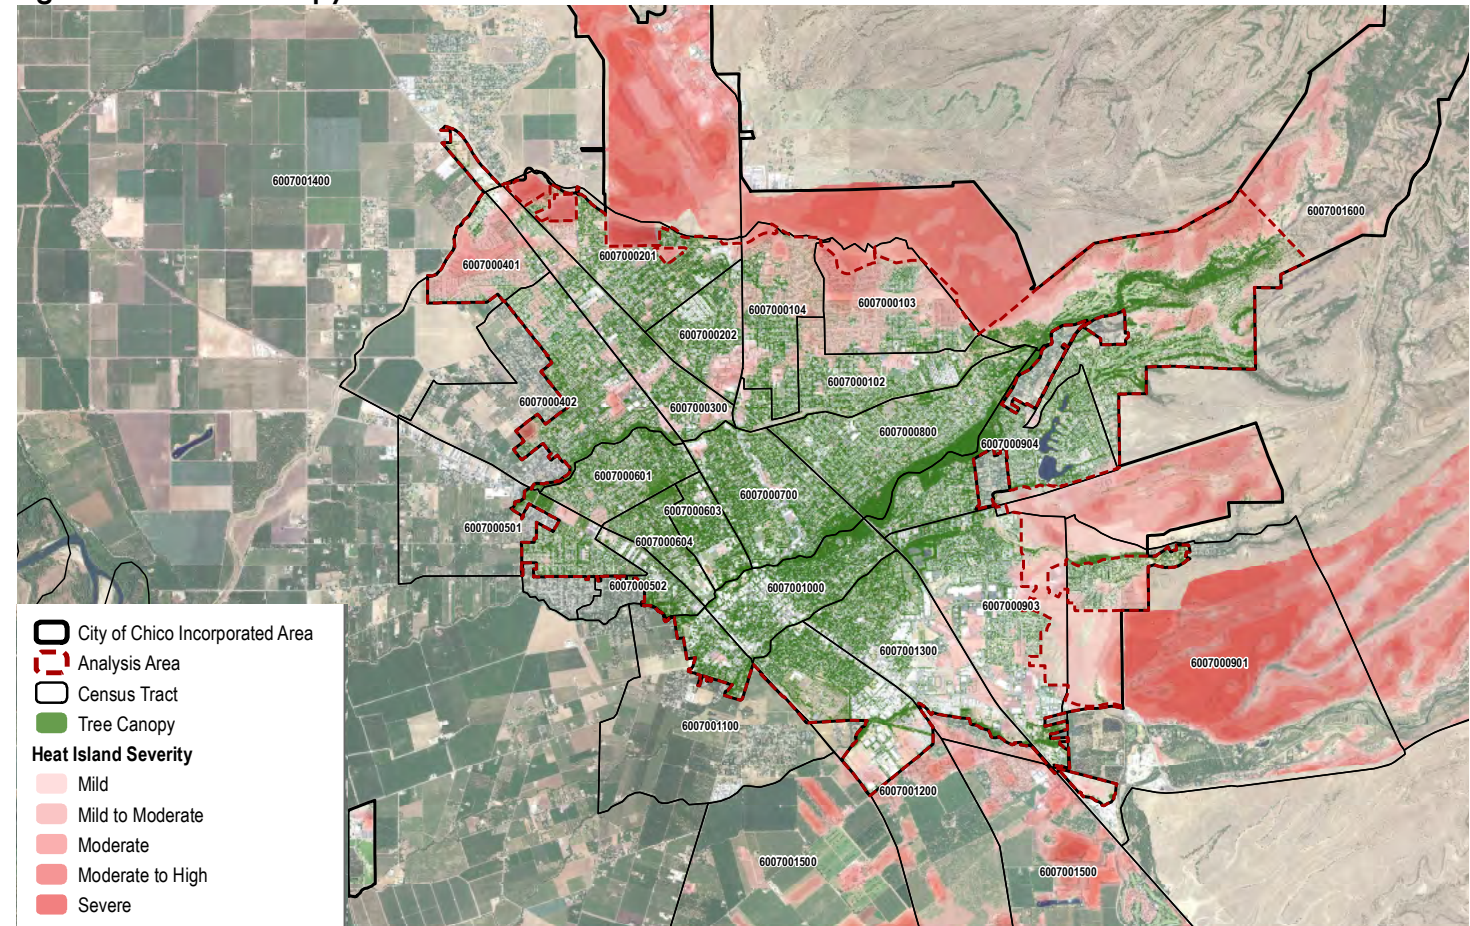 6007001400
6007001600
6007000201
6007000401
6007000103
6007000104
6007000202
6007000102
6007000402
6007000300
6007000800
6007000904
6007000601
6007000700
6007000603
6007000501
6007000604
6007000502
6007001000
6007000903
6007001300
6007000901
6007001100
6007001200
6007001500
6007001500
City of Chico Incorporated Area
Analysis Area
Census Tract
Tree Canopy
Heat Island Severity
Mild
Mild to Moderate
Moderate
Moderate to High
Severe